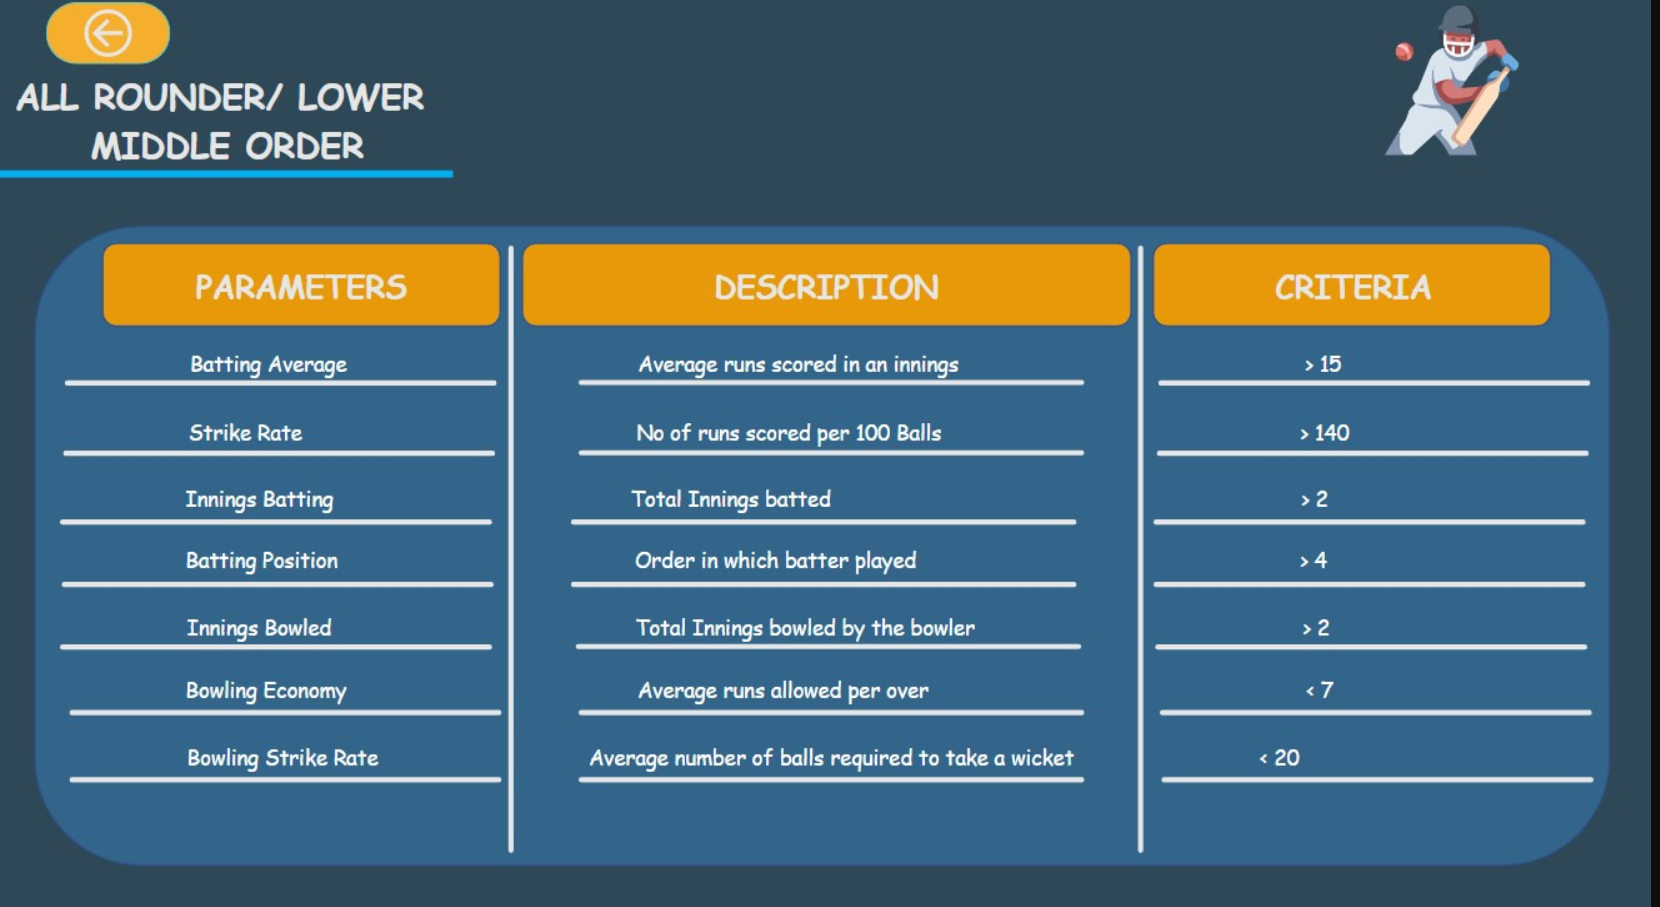 ALL ROUNDER/ LOWER
MIDDLE ORDER
PARAMETERS DESCRIPTION CRITERIA
Batting Average Average runs scored in an innings > 15
Strike Rate No of runs scored per 100 Balls > 140
Innings Batting Total Innings batted > 2
Batting Position Order in which batter played > 4
Innings Bowled Total Innings bowled by the bowler > 2
Bowling Economy Average runs allowed per over < 7
Bowling Strike Rate Average number of balls required to take a wicket < 20